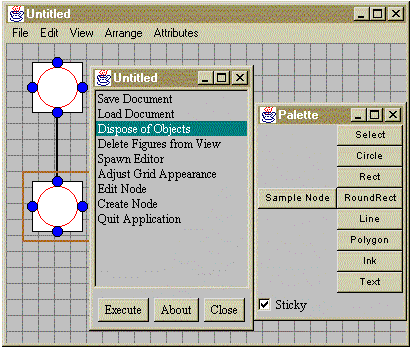 Untitled
File Edit View Arrange Attributes
Untitled
Save Document
Load Document
Dispose of Objects
Delete Figures from View
Spawn Editor
Adjust Grid Appearance
Edit Node
Create Node
Quit Application
Execute About Close
Palette
Select
Circle
Rect
Sample Node RoundRect
Line
Polygon
Ink
Text
Sticky